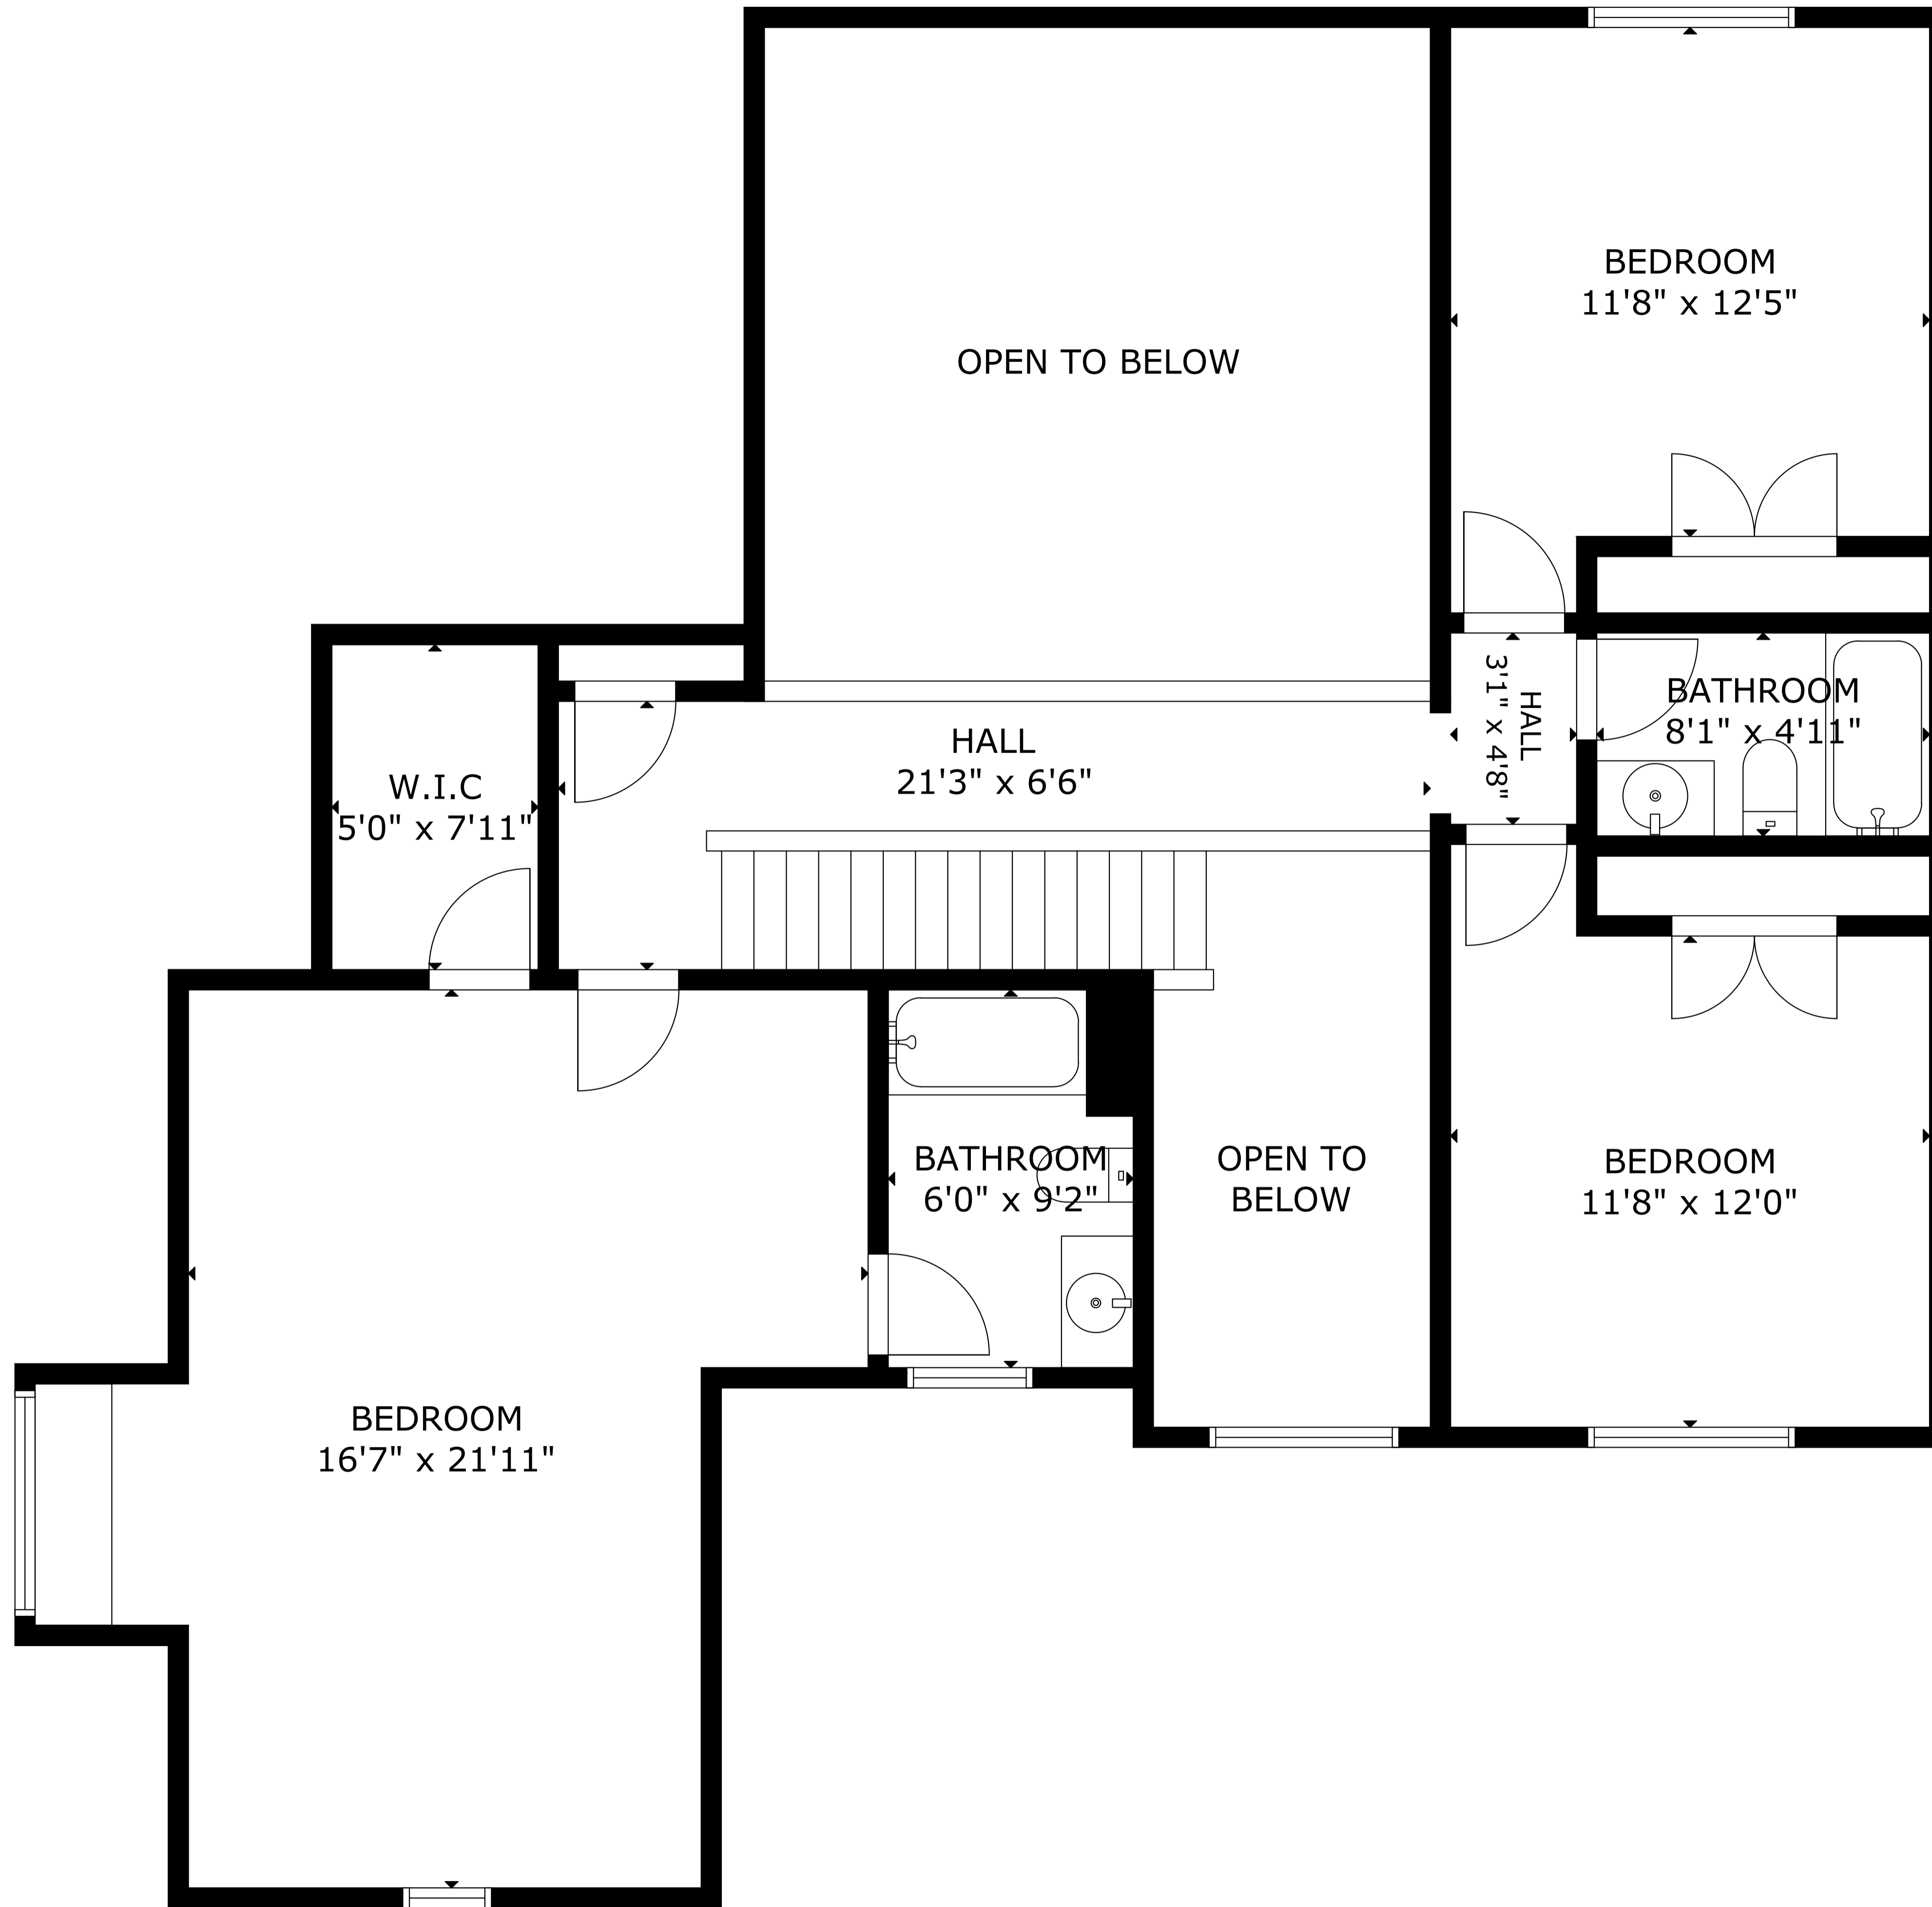 BEDROOM
11'8" x 12'5"
OPEN TO BELOW
BATHROOM
8'1" x 4'11"
HALL
3'1" x 4'8"
HALL
21'3" x 6'6"
W.I.C
5'0" x 7'11"
BATHROOM
6'0" x 9'2"
OPEN TO
BELOW
BEDROOM
11'8" x 12'0"
BEDROOM
16'7" x 21'11"